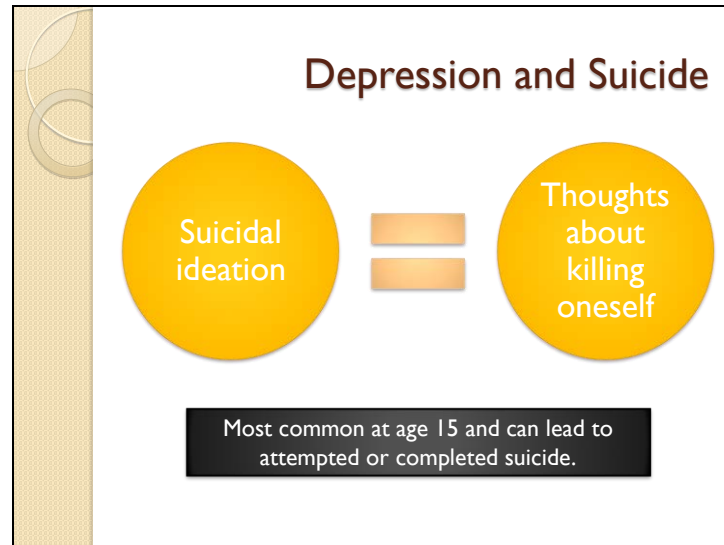 Depression and Suicide
Suicidal
ideation
Thoughts
about
killing
oneself
Most common at age 15 and can lead to
attempted or completed suicide.